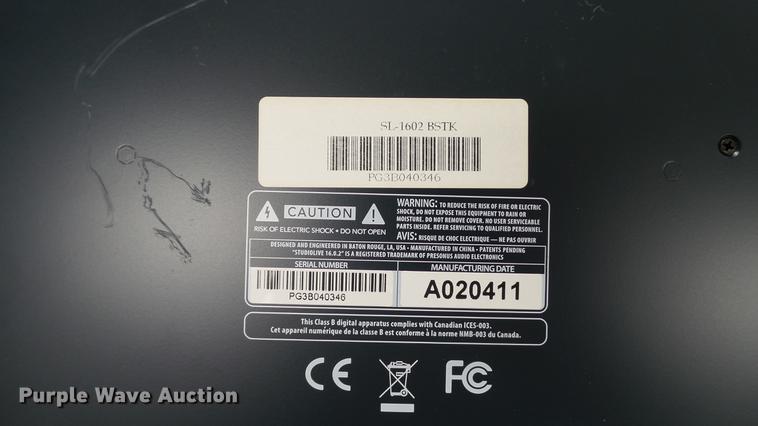 SL-1602 BSTK
PG3B040346
CAUTION
RISK OF ELECTRIC SHOCK • DO NOT OPEN
WARNING: TO REDUCE THE RISK OF FIRE OR ELECTRIC
SHOCK, DO NOT EXPOSE THIS EQUIPMENT TO RAIN OR
MOISTURE. DO NOT REMOVE COVER. NO USER SERVICEABLE
PARTS INSIDE. REFER SERVICING TO QUALIFIED PERSONNEL.
AVIS: RISQUE DE CHOC ELECTRIQUE — NE PAS OUVRIR
DESIGNED AND ENGINEERED IN BATON ROUGE, LA, USA • MANUFACTURED IN CHINA • PATENTS PENDING
"STUDIOLIVE 16.0.2" IS A REGISTERED TRADEMARK OF PRESONUS AUDIO ELECTRONICS
SERIAL NUMBER
PG3B040346
MANUFACTURING DATE
A020411
This Class B digital apparatus complies with Canadian ICES-003.
Cet appareil numérique de la classe B est conforme à la norme NMB-003 du Canada.
CE
FC
Purple Wave Auction